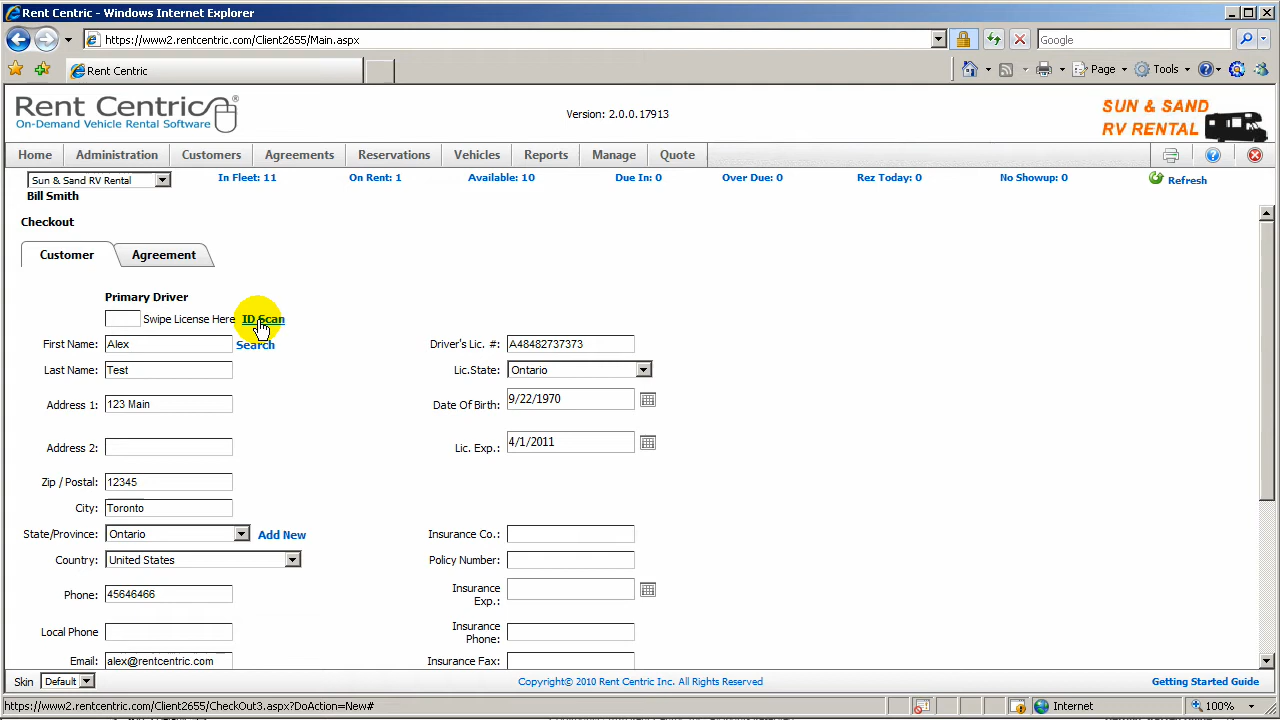 Rent Centric - Windows Internet Explorer
https://www2.rentcentric.com/Client2655/Main.aspx
Google
Rent Centric
Page
Tools
Rent Centric
On-Demand Vehicle Rental Software
Version: 2.0.0.17913
SUN & SAND
RV RENTAL
Home Administration Customers Agreements Reservations Vehicles Reports Manage Quote
Sun & Sand RV Rental
In Fleet: 11 On Rent: 1 Available: 10 Due In: 0 Over Due: 0 Rez Today: 0 No Showup: 0 Refresh
Bill Smith
Checkout
Customer Agreement
Primary Driver
Swipe License Here ID Scan
First Name: Alex Search Driver's Lic. #: A48482737373
Last Name: Test Lic.State: Ontario
Address 1: 123 Main Date Of Birth: 9/22/1970
Address 2: Lic. Exp.: 4/1/2011
Zip / Postal: 12345
City: Toronto
State/Province: Ontario Add New Insurance Co.:
Country: United States Policy Number:
Phone: 45646466 Insurance
Exp.:
Local Phone Insurance
Phone:
Email: alex@rentcentric.com Insurance Fax:
Skin Default Copyright© 2010 Rent Centric Inc. All Rights Reserved Getting Started Guide
https://www2.rentcentric.com/Client2655/CheckOut3.aspx?DoAction=New# Internet 100%